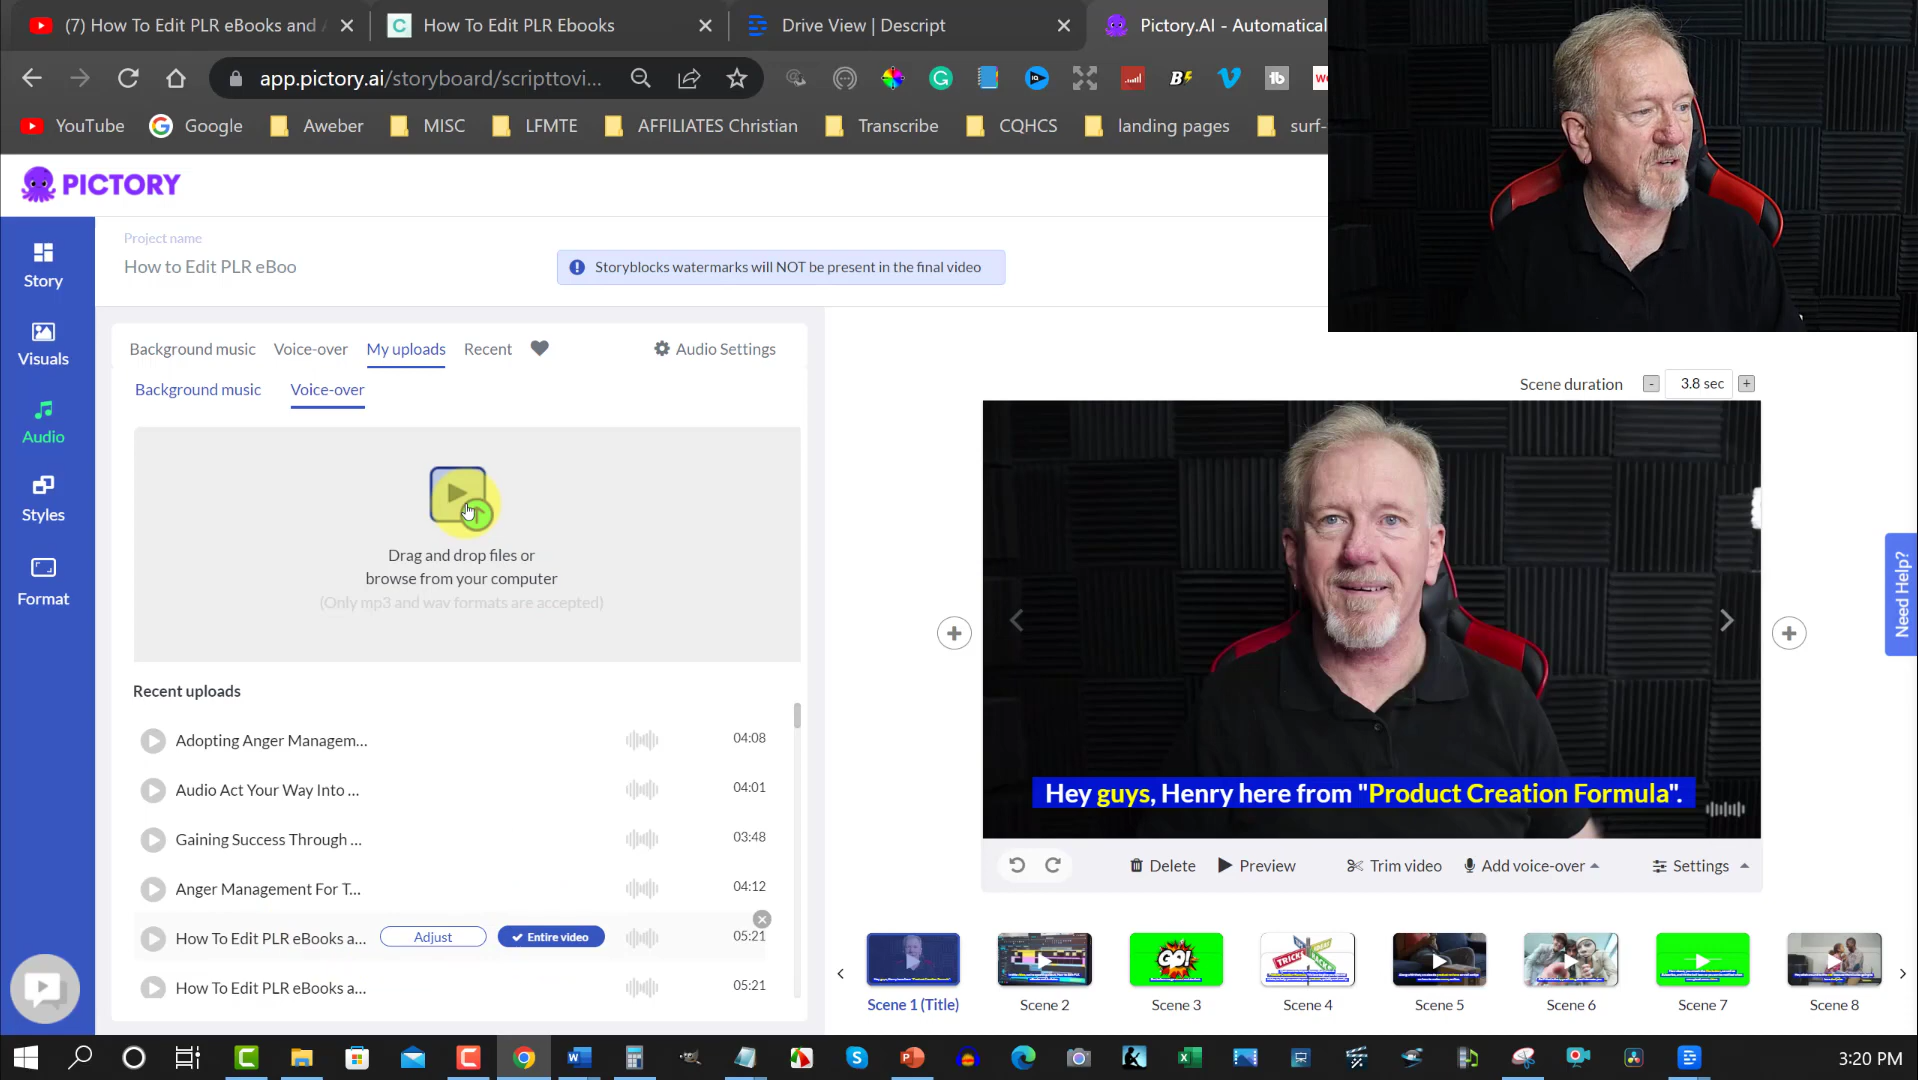 (7) How To Edit PLR eBooks and
How To Edit PLR Ebooks
Drive View | Descript
Pictory.AI - Automatical
app.pictory.ai/storyboard/scripttovi...
YouTube
Google
Aweber
MISC
LFMTE
AFFILIATES Christian
Transcribe
CQHCS
landing pages
surf-
PICTORY
Project name
How to Edit PLR eBoo
Storyblocks watermarks will NOT be present in the final video
Story
Visuals
Audio
Styles
Format
Background music
Voice-over
My uploads
Recent
Audio Settings
Background music
Voice-over
Drag and drop files or
browse from your computer
(Only mp3 and wav formats are accepted)
Recent uploads
Adopting Anger Managem...
04:08
Audio Act Your Way Into ...
04:01
Gaining Success Through ...
03:48
Anger Management For T...
04:12
How To Edit PLR eBooks a...
Adjust
Entire video
05:21
How To Edit PLR eBooks a...
05:21
Scene duration
-
3.8 sec
+
Hey guys, Henry here from "Product Creation Formula".
Need Help?
Delete
Preview
Trim video
Add voice-over
Settings
GO!
Scene 1 (Title)
Scene 2
Scene 3
Scene 4
Scene 5
Scene 6
Scene 7
Scene 8
3:20 PM